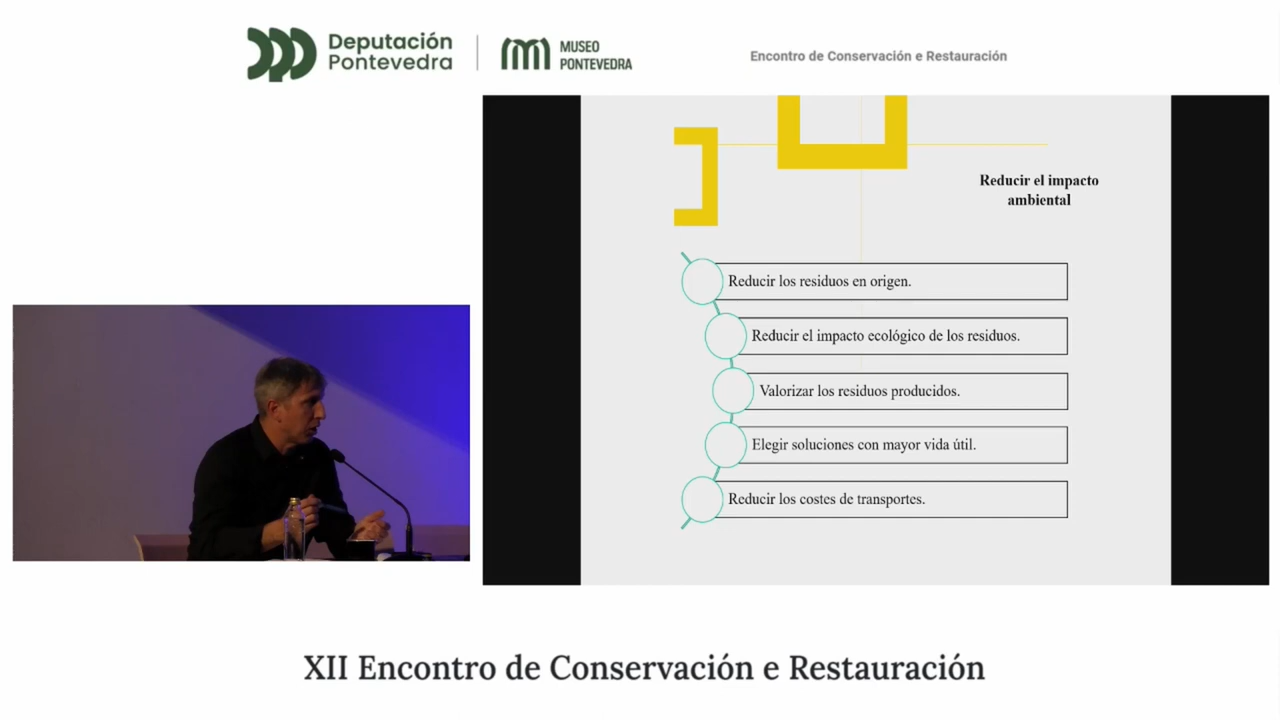 Deputación
Pontevedra
MUSEO
PONTEVEDRA
Encontro de Conservación e Restauración
Reducir el impacto
ambiental
Reducir los residuos en origen.
Reducir el impacto ecológico de los residuos.
Valorizar los residuos producidos.
Elegir soluciones con mayor vida útil.
Reducir los costes de transportes.
XII Encontro de Conservación e Restauración